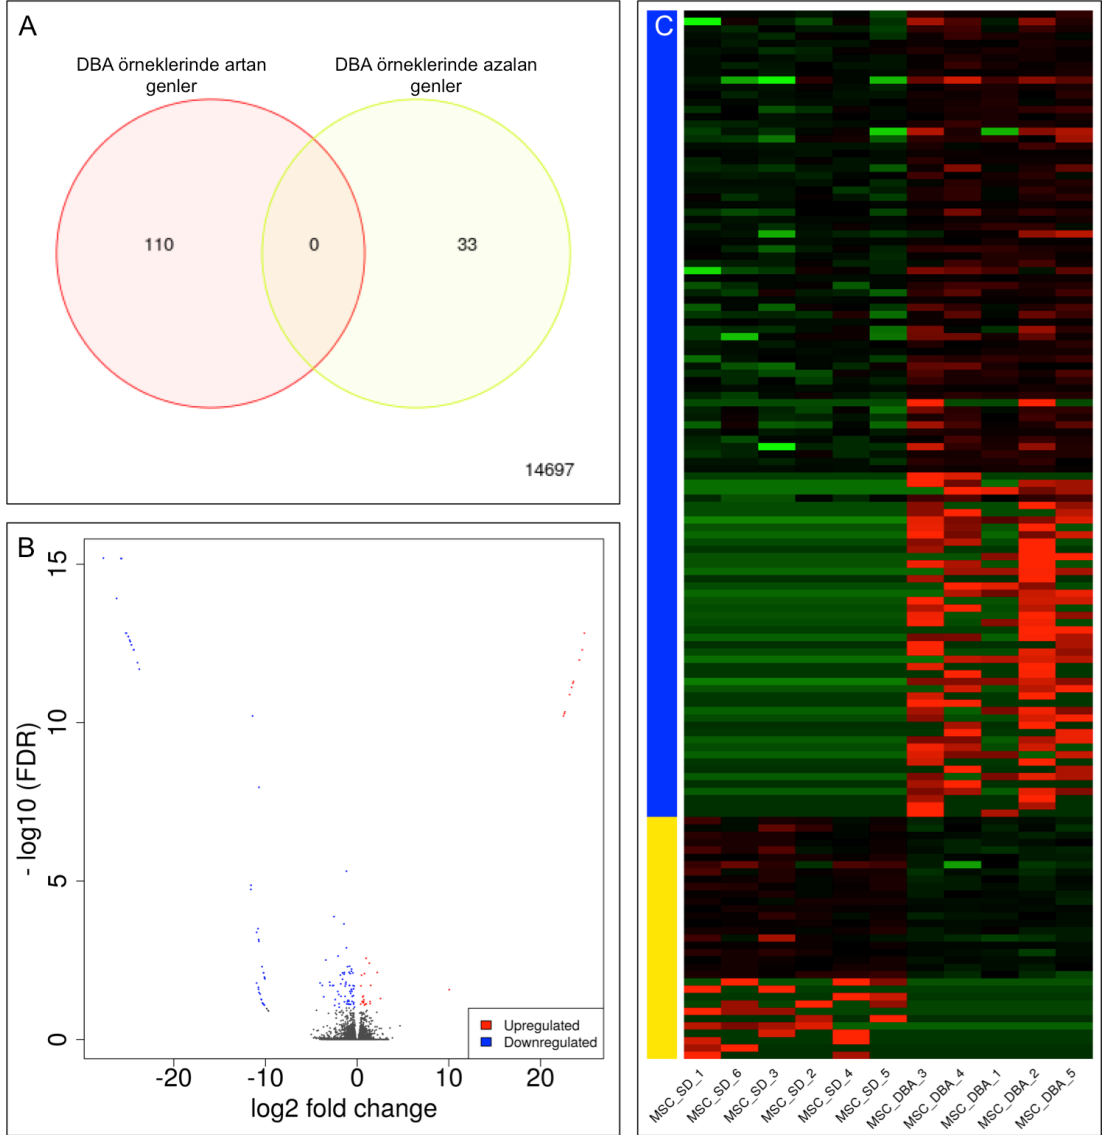 A
DBA örneklerinde artan
genler
DBA örneklerinde azalan
genler
110
0
33
14697
B
15
10
5
0
- log10 (FDR)
-20
-10
0
10
20
log2 fold change
Upregulated
Downregulated
C
MSC_SD_1
MSC_SD_6
MSC_SD_3
MSC_SD_2
MSC_SD_4
MSC_SD_5
MSC_DBA_3
MSC_DBA_4
MSC_DBA_1
MSC_DBA_2
MSC_DBA_5